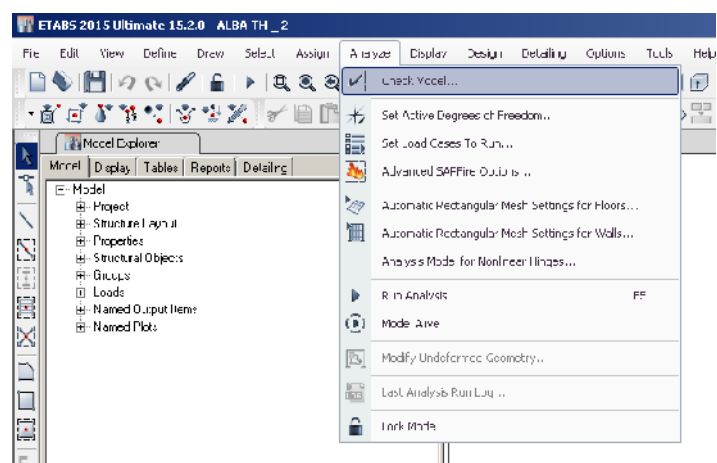 ETABS 2015 Ultimate 15.2.0 ALBA TH _ 2
File Edit View Define Draw Select Assign Analyze Display Design Detailing Options Tools Help
Check Model...
Set Active Degrees of Freedom...
Model Explorer
Set Load Cases To Run...
Model Display Tables Reports Detailing
Advanced SAPFire Options ...
Model
Project
Automatic Rectangular Mesh Settings for Floors...
Structure Layout
Properties
Automatic Rectangular Mesh Settings for Walls...
Structural Objects
Groups
Analysis Model for Nonlinear Hinges...
Loads
Run Analysis F5
Named Output Items
Named Plots
Model Alive
Modify Undeformed Geometry...
Last Analysis Run Log ...
Lock Model